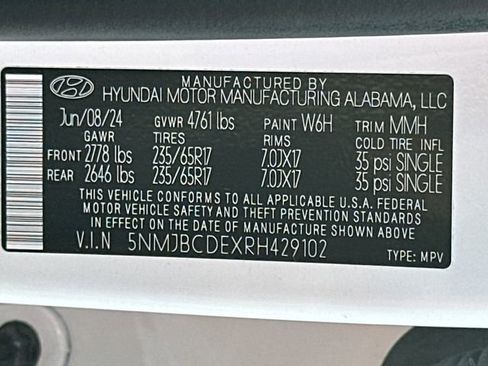 MANUFACTURED BY
HYUNDAI MOTOR MANUFACTURING ALABAMA, LLC
Jun/08/24 GVWR 4761 lbs PAINT W6H TRIM MMH
GAWR TIRES RIMS COLD TIRE INFL
FRONT 2778 lbs 235/65R17 7.0JX17 35 psi SINGLE
REAR 2646 lbs 235/65R17 7.0JX17 35 psi SINGLE
THIS VEHICLE CONFORMS TO ALL APPLICABLE U.S.A. FEDERAL
MOTOR VEHICLE SAFETY AND THEFT PREVENTION STANDARDS
IN EFFECT ON THE DATE OF MANUFACTURE SHOWN ABOVE.
V.I.N 5NMJBCDEXRH429102
TYPE: MPV